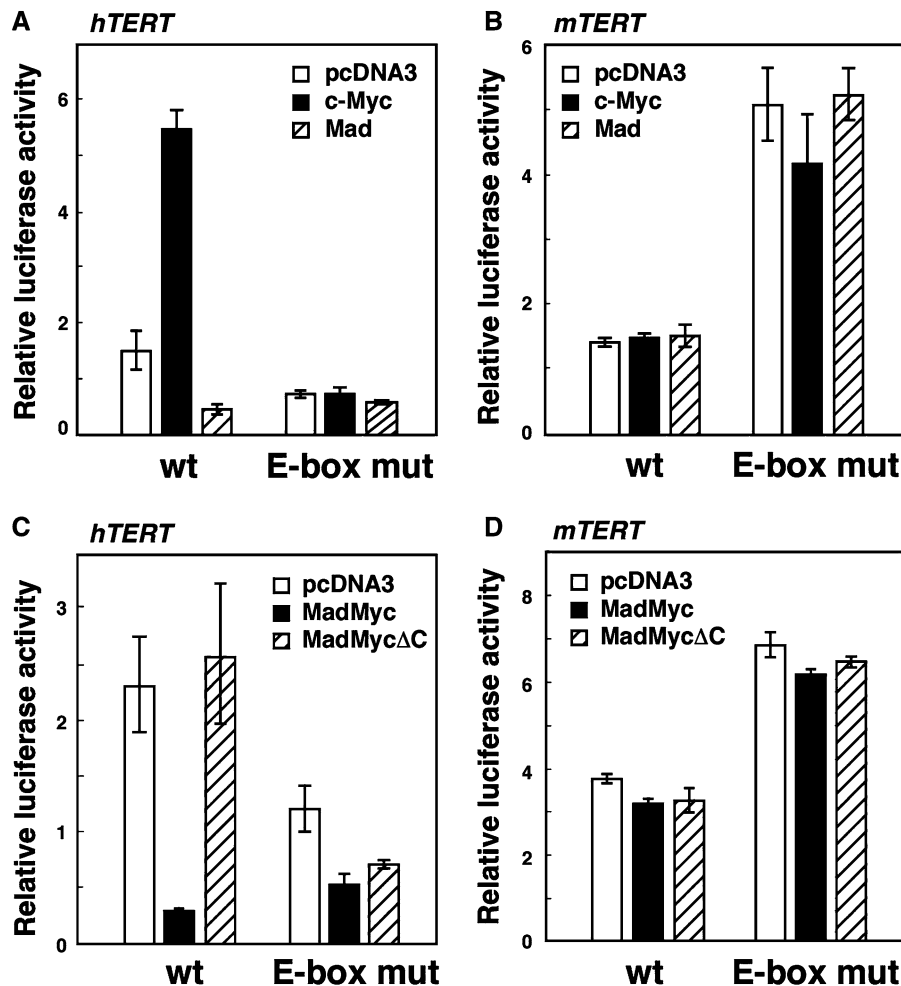 A hTERT
Relative luciferase activity
6
4
2
0
pcDNA3
c-Myc
Mad
wt E-box mut
B mTERT
Relative luciferase activity
6
4
2
0
pcDNA3
c-Myc
Mad
wt E-box mut
C hTERT
Relative luciferase activity
3
2
1
0
pcDNA3
MadMyc
MadMycΔC
wt E-box mut
D mTERT
Relative luciferase activity
8
6
4
2
0
pcDNA3
MadMyc
MadMycΔC
wt E-box mut